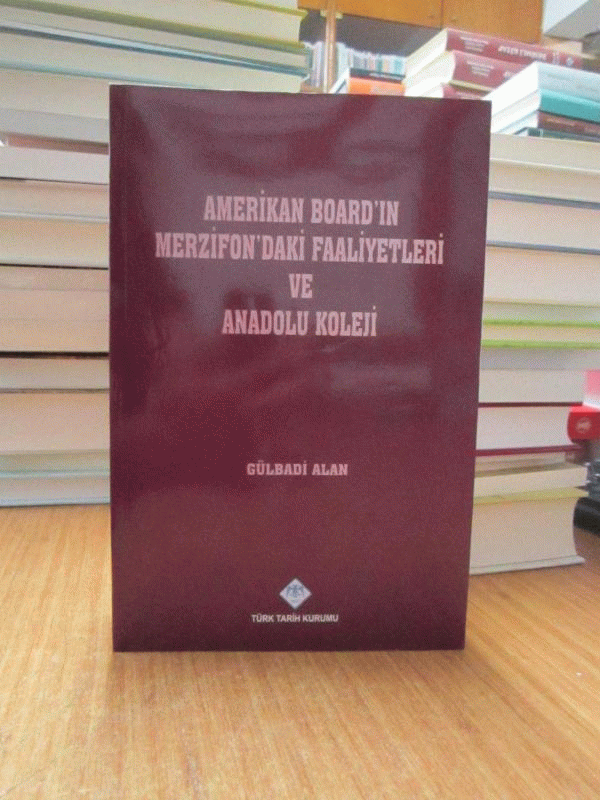 AMERİKAN BOARD'IN
MERZİFON'DAKİ FAALİYETLERİ
VE
ANADOLU KOLEJİ
GÜLBADİ ALAN
TÜRK TARİH KURUMU